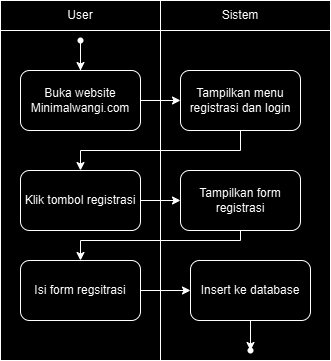 User
Sistem
Buka website
Minimalwangi.com
Tampilkan menu
registrasi dan login
Klik tombol registrasi
Tampilkan form
registrasi
Isi form regsitrasi
Insert ke database